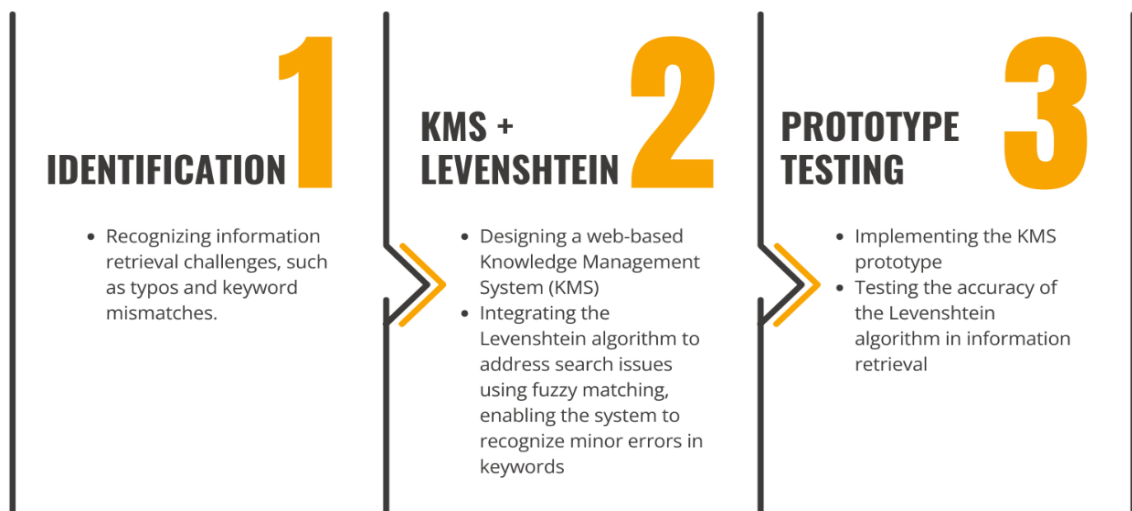 1
IDENTIFICATION
• Recognizing information
retrieval challenges, such
as typos and keyword
mismatches.
2
KMS +
LEVENSHTEIN
• Designing a web-based
Knowledge Management
System (KMS)
• Integrating the
Levenshtein algorithm to
address search issues
using fuzzy matching,
enabling the system to
recognize minor errors in
keywords
3
PROTOTYPE
TESTING
• Implementing the KMS
prototype
• Testing the accuracy of
the Levenshtein
algorithm in information
retrieval